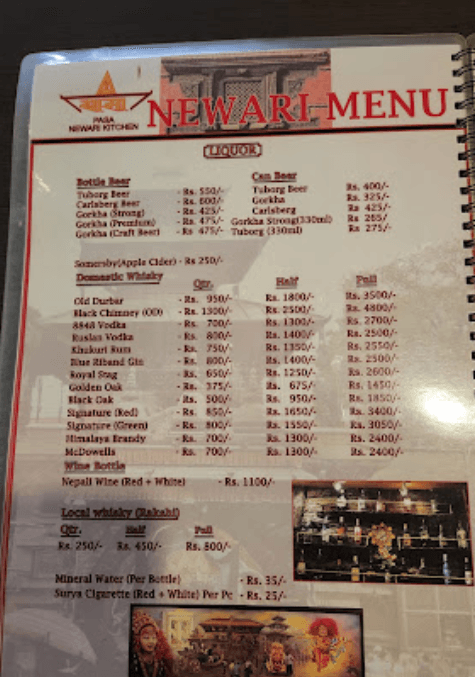 पासा
PASA
NEWARI KITCHEN
NEWARI MENU
LIQUOR
Bottle Beer Can Beer
Tuborg Beer - Rs. 550/- Tuborg Beer Rs. 400/-
Carlsberg Beer - Rs. 600/- Gorkha Rs. 325/-
Gorkha (Strong) - Rs. 425/- Carlsberg Rs 425/-
Gorkha (Premium) - Rs. 475/- Gorkha Strong(330ml) Rs 265/
Gorkha (Craft Beer) - Rs 475/- Tuborg (330ml) Rs 275/-
Somersby(Apple Cider) - Rs 250/-
Domestic Whisky Qtr. Half Full
Old Durbar - Rs. 950/- Rs. 1800/- Rs. 3500/-
Black Chimney (OD) - Rs. 1300/- Rs. 2500/- Rs. 4800/-
8848 Vodka - Rs. 700/- Rs. 1300/- Rs. 2700/-
Ruslan Vodka - Rs. 800/- Rs. 1400/- Rs. 2500/-
Khukuri Rum - Rs. 750/- Rs. 1350/- Rs. 2550/-
Blue Riband Gin - Rs. 800/- Rs. 1400/- Rs. 2500/-
Royal Stag - Rs. 650/- Rs. 1250/- Rs. 2600/-
Golden Oak - Rs. 375/- Rs. 675/- Rs. 1450/-
Black Oak - Rs. 500/- Rs. 950/- Rs. 1850/-
Signature (Red) - Rs. 850/- Rs. 1650/- Rs. 3400/-
Signature (Green) - Rs. 800/- Rs. 1550/- Rs. 3050/-
Himalaya Brandy - Rs. 700/- Rs. 1300/- Rs. 2400/-
McDowells - Rs. 700/- Rs. 1300/- Rs. 2400/-
Wine Bottle
Nepali Wine (Red + White) - Rs. 1100/-
Local whisky (Rakshi)
Qtr. Half Full
Rs. 250/- Rs. 450/- Rs. 800/-
Mineral Water (Per Bottle) - Rs. 35/-
Surya Cigarette (Red + White) Per Pc - Rs. 25/-